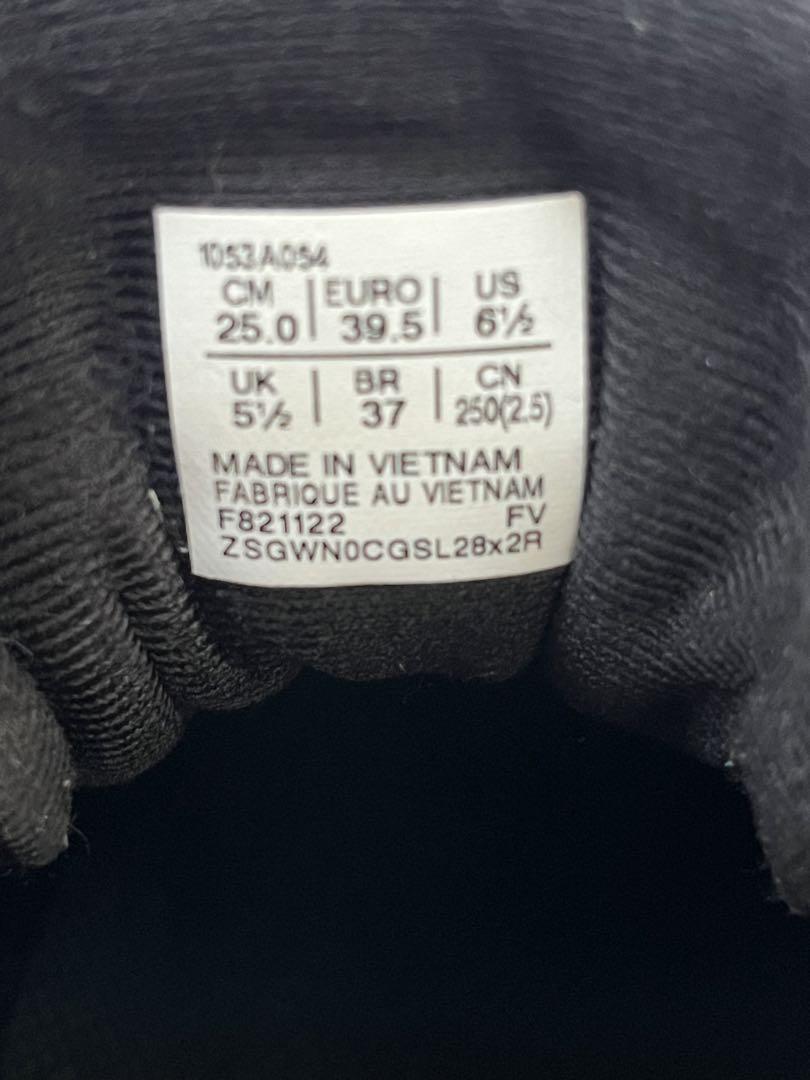 1053A054
CM | EURO | US
25.0 | 39.5 | 6½
UK | BR | CN
5½ | 37 | 250(2.5)
MADE IN VIETNAM
FABRIQUE AU VIETNAM
F821122 FV
ZSGWN0CGSL28x2R